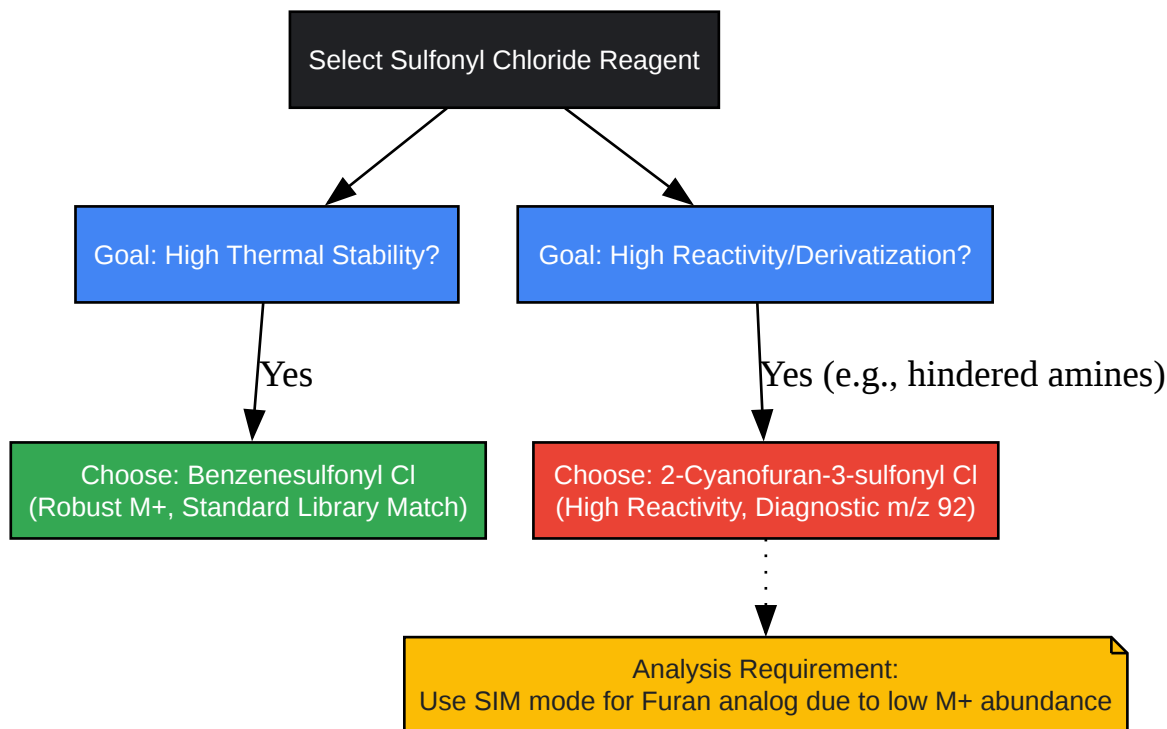 Select Sulfonyl Chloride Reagent
Goal: High Thermal Stability?
Goal: High Reactivity/Derivatization?
Yes
Yes (e.g., hindered amines)
Choose: Benzenesulfonyl Cl
(Robust M+, Standard Library Match)
Choose: 2-Cyanofuran-3-sulfonyl Cl
(High Reactivity, Diagnostic m/z 92)
Analysis Requirement:
Use SIM mode for Furan analog due to low M+ abundance